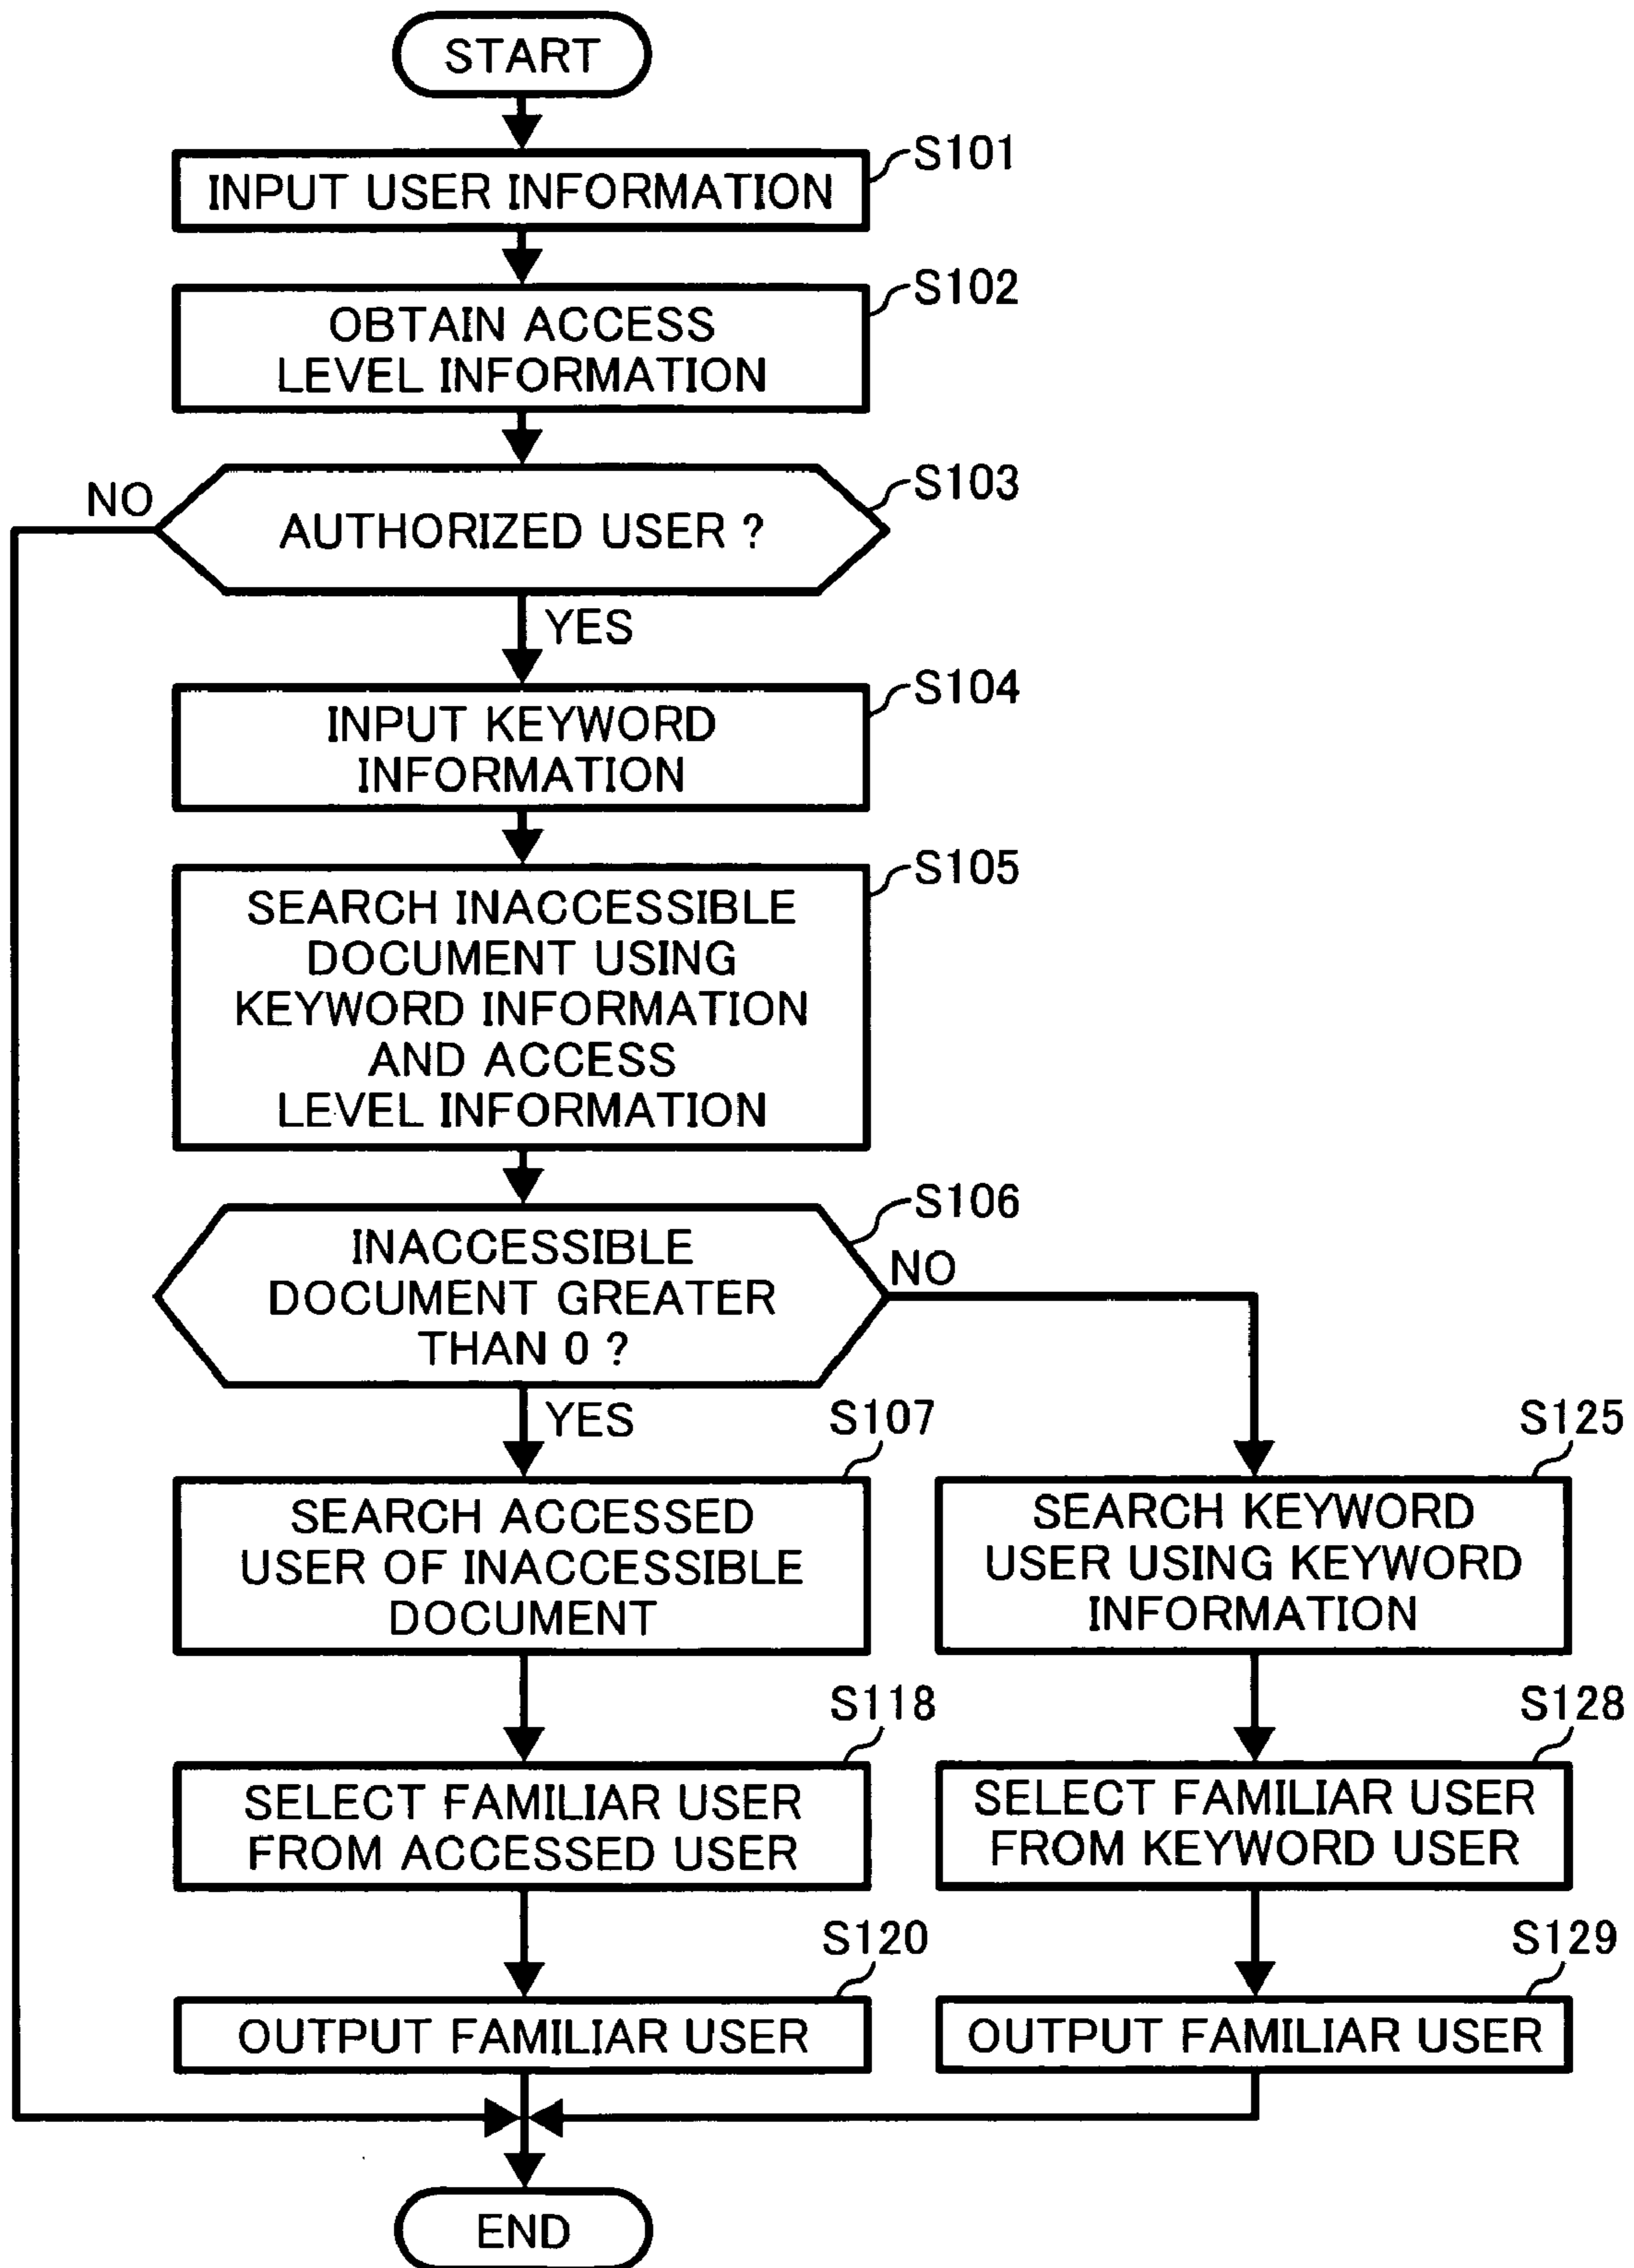 START
S101
INPUT USER INFORMATION
S102
OBTAIN ACCESS
LEVEL INFORMATION
S103
NO
AUTHORIZED USER ?
YES
S104
INPUT KEYWORD
INFORMATION
S105
SEARCH INACCESSIBLE
DOCUMENT USING
KEYWORD INFORMATION
AND ACCESS
LEVEL INFORMATION
S106
INACCESSIBLE
DOCUMENT GREATER
THAN 0 ?
NO
YES
S107
SEARCH ACCESSED
USER OF INACCESSIBLE
DOCUMENT
S125
SEARCH KEYWORD
USER USING KEYWORD
INFORMATION
S118
SELECT FAMILIAR USER
FROM ACCESSED USER
S128
SELECT FAMILIAR USER
FROM KEYWORD USER
S120
OUTPUT FAMILIAR USER
S129
OUTPUT FAMILIAR USER
END